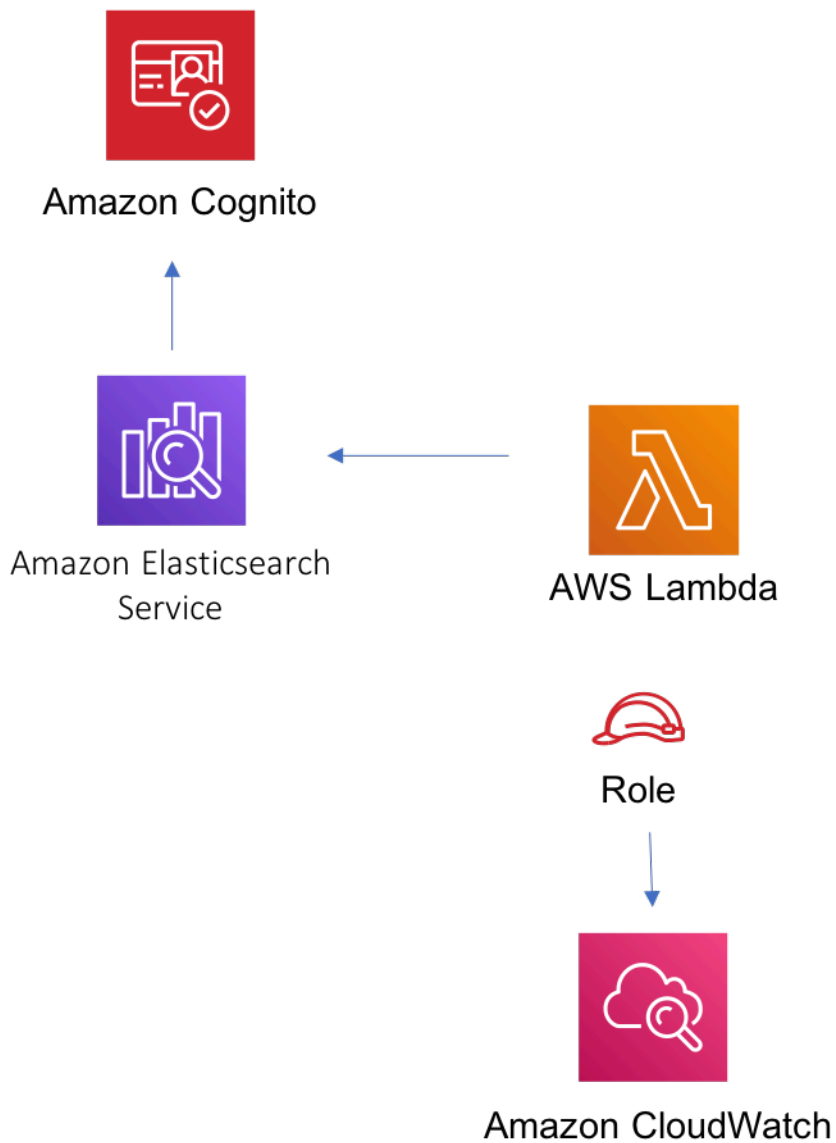 Amazon Cognito
Amazon Elasticsearch
Service
AWS Lambda
Role
Amazon CloudWatch